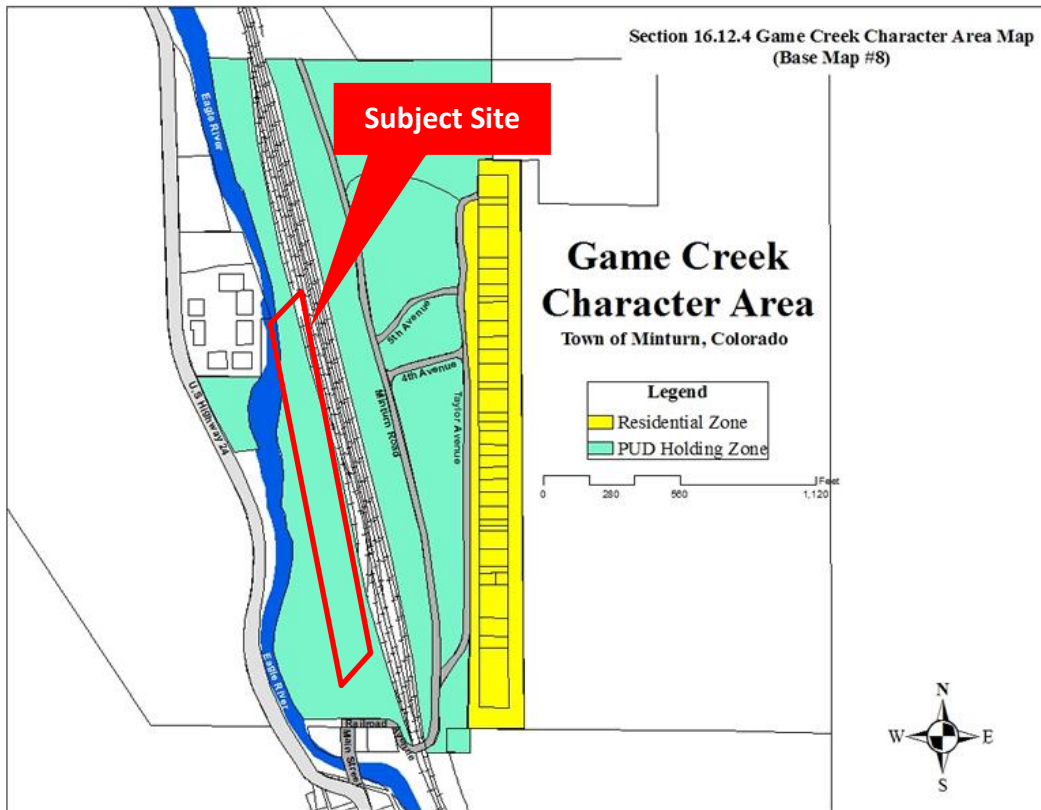 Section 16.12.4 Game Creek Character Area Map
(Base Map #8)
Eagle River
Subject Site
Game Creek
Character Area
Town of Minturn, Colorado
5th Avenue
4th Avenue
Legend
Residential Zone
PUD Holding Zone
U.S Highway 24
Minturn Road
Taylor Avenue
Feet
0 280 560 1,120
Eagle River
Railroad
Avenue
Main Street
N
W E
S